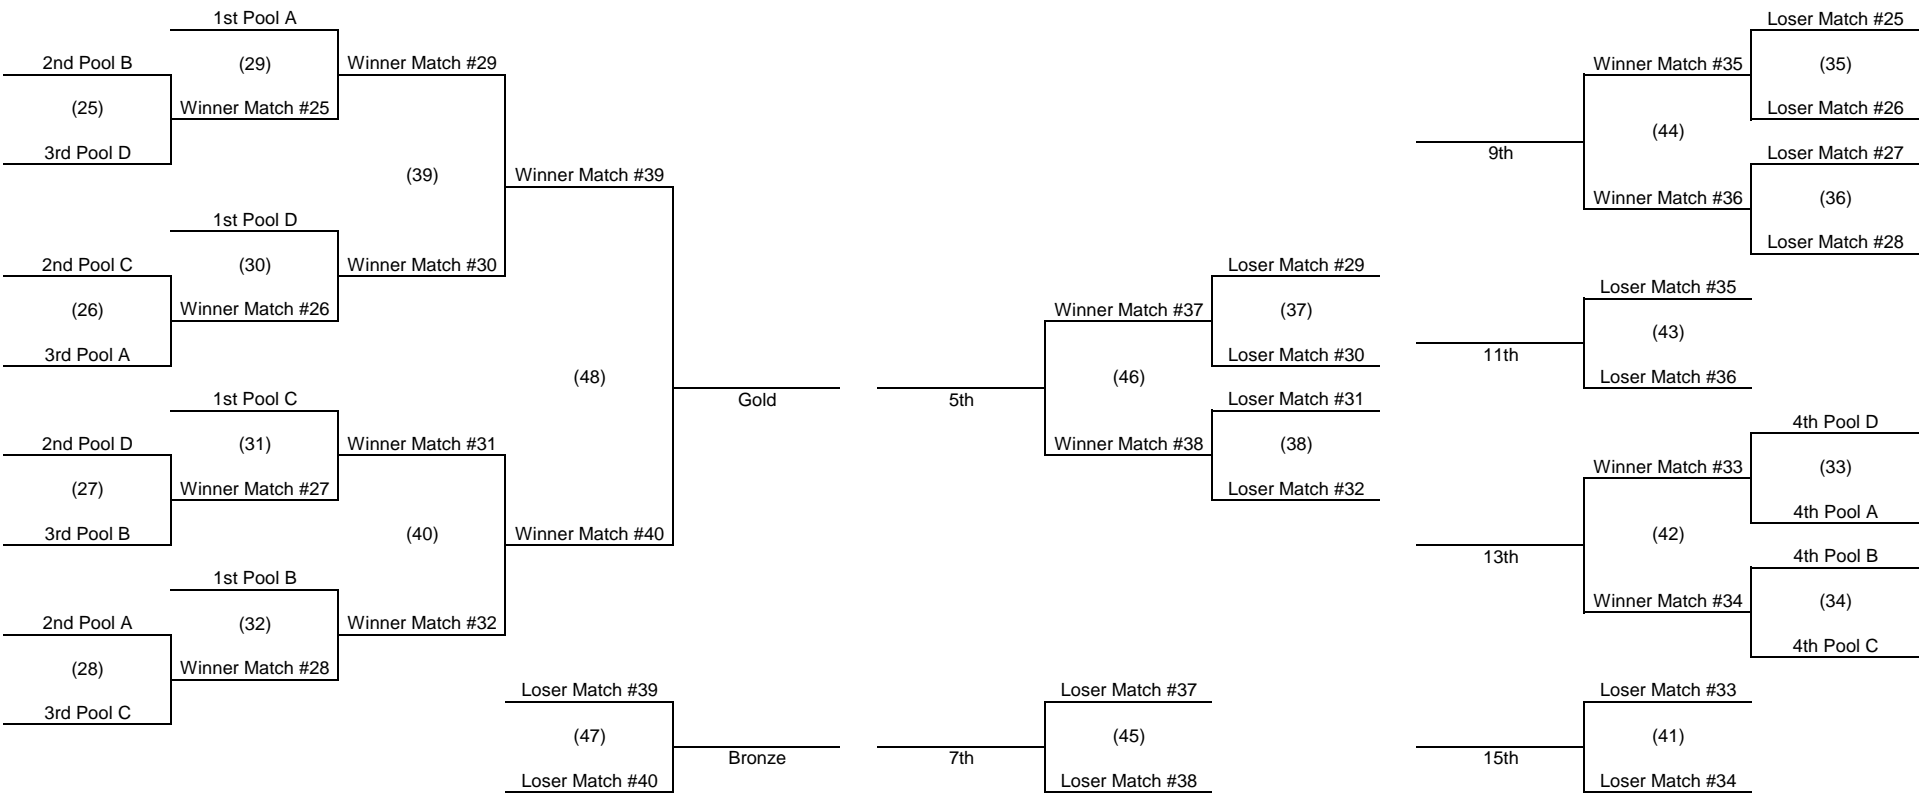 1st Pool A
2nd Pool B
(29)
Winner Match #29
(25)
Winner Match #25
3rd Pool D
(39)
Winner Match #39
1st Pool D
2nd Pool C
(30)
Winner Match #30
(26)
Winner Match #26
3rd Pool A
(48)
Gold
1st Pool C
2nd Pool D
(31)
Winner Match #31
(27)
Winner Match #27
3rd Pool B
(40)
Winner Match #40
1st Pool B
2nd Pool A
(32)
Winner Match #32
(28)
Winner Match #28
3rd Pool C
Loser Match #39
(47)
Bronze
Loser Match #40
Loser Match #29
Winner Match #37
(37)
Loser Match #30
5th
(46)
Loser Match #31
Winner Match #38
(38)
Loser Match #32
Loser Match #37
(45)
7th
Loser Match #38
Loser Match #25
Winner Match #35
(35)
Loser Match #26
9th
(44)
Loser Match #27
Winner Match #36
(36)
Loser Match #28
Loser Match #35
(43)
11th
Loser Match #36
4th Pool D
Winner Match #33
(33)
4th Pool A
13th
(42)
4th Pool B
Winner Match #34
(34)
4th Pool C
Loser Match #33
(41)
15th
Loser Match #34